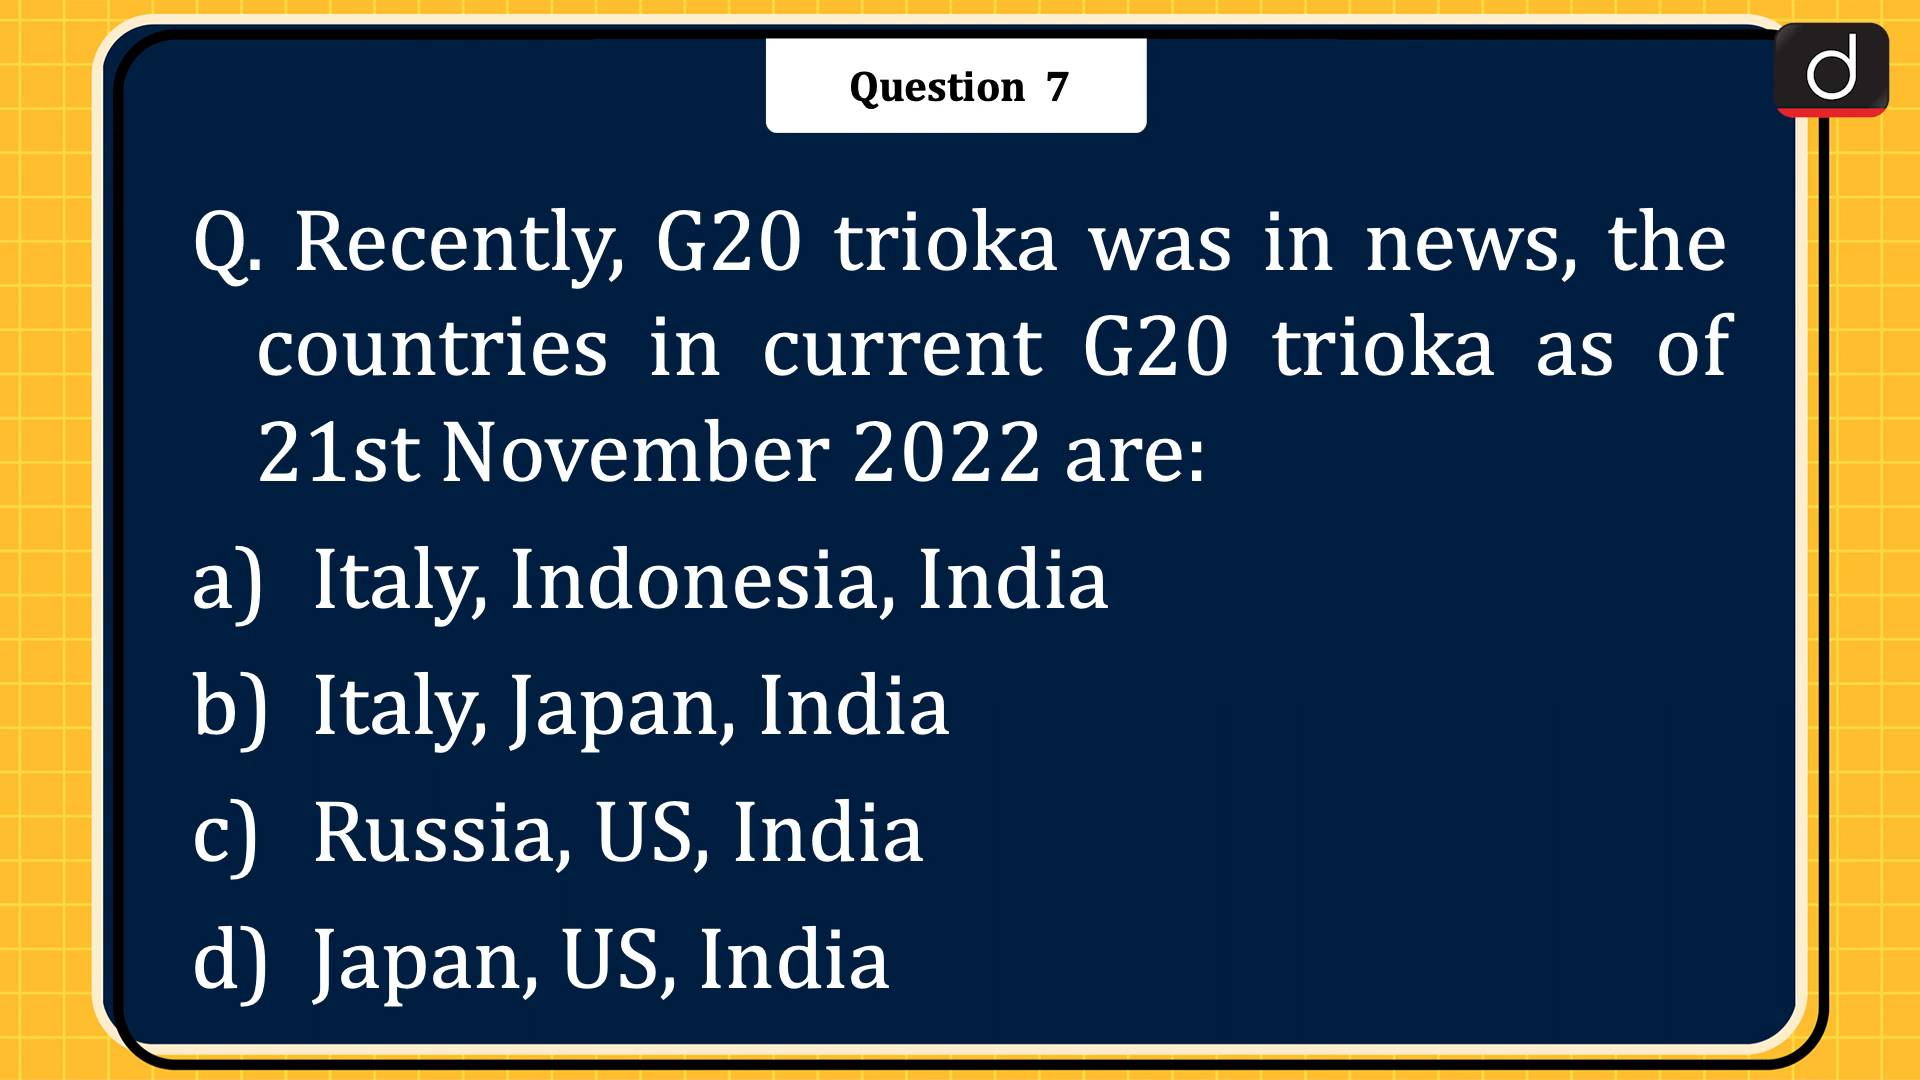 Question 7
d
Q. Recently, G20 trioka was in news, the
countries in current G20 trioka as of
21st November 2022 are:
a) Italy, Indonesia, India
b) Italy, Japan, India
c) Russia, US, India
d) Japan, US, India